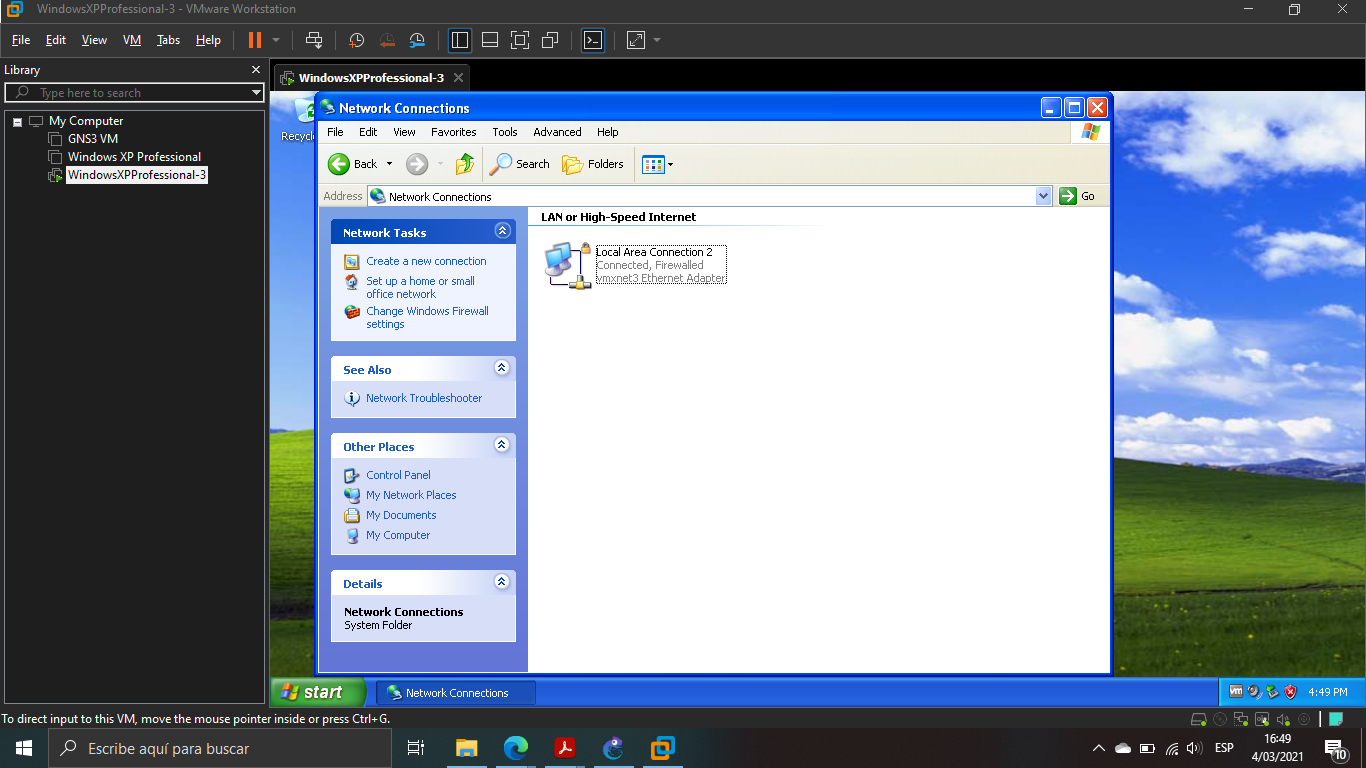 WindowsXPProfessional-3 - VMware Workstation
File Edit View VM Tabs Help
Library
Type here to search
My Computer
GNS3 VM
Windows XP Professional
WindowsXPProfessional-3
WindowsXPProfessional-3
Network Connections
File Edit View Favorites Tools Advanced Help
Back Search Folders
Address Network Connections Go
Network Tasks
Create a new connection
Set up a home or small
office network
Change Windows Firewall
settings
See Also
Network Troubleshooter
Other Places
Control Panel
My Network Places
My Documents
My Computer
Details
Network Connections
System Folder
LAN or High-Speed Internet
Local Area Connection 2
Connected, Firewalled
vmxnet3 Ethernet Adapter
Recycl
start Network Connections 4:49 PM
To direct input to this VM, move the mouse pointer inside or press Ctrl+G.
Escribe aquí para buscar
ESP
16:49
4/03/2021
10